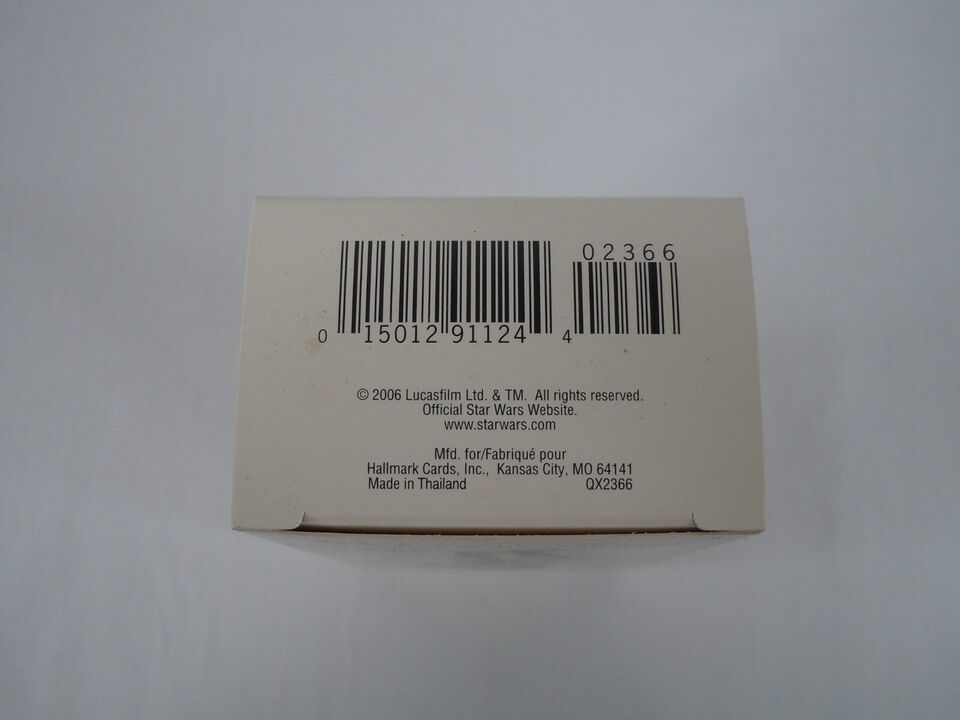 02366
0 15012 91124 4
© 2006 Lucasfilm Ltd. & TM. All rights reserved.
Official Star Wars Website.
www.starwars.com
Mfd. for/Fabriqué pour
Hallmark Cards, Inc., Kansas City, MO 64141
Made in Thailand QX2366